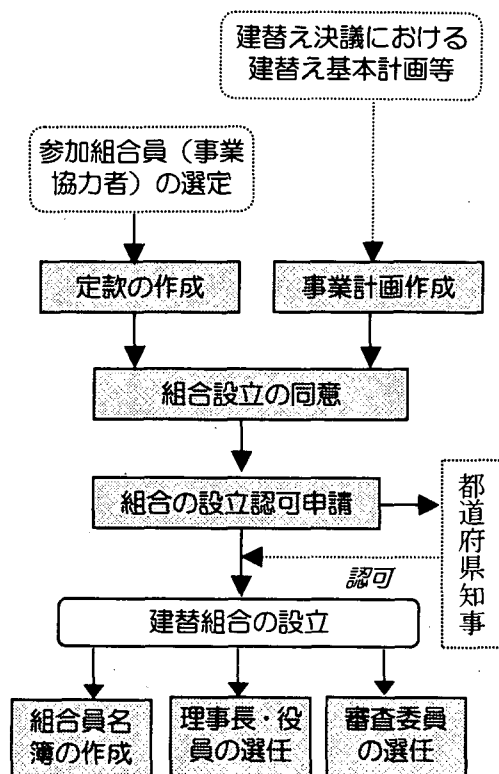 建替え決議における
建替え基本計画等
参加組合員（事業
協力者）の選定
定款の作成
事業計画作成
組合設立の同意
組合の設立認可申請
都道府県知事
認可
建替組合の設立
組合員名
簿の作成
理事長・役
員の選任
審査委員
の選任